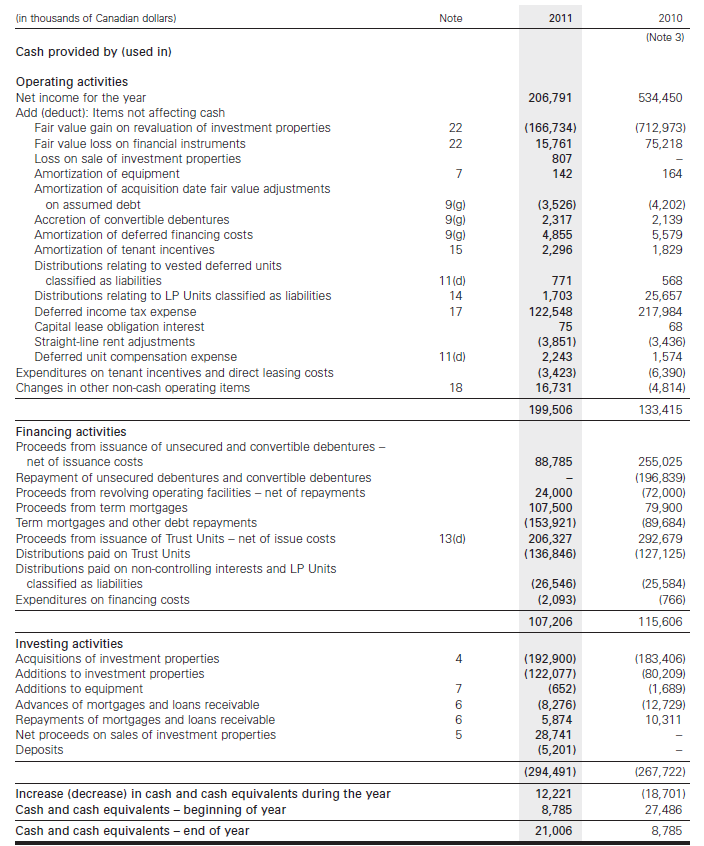 (in thousands of Canadian dollars) Note 2011 2010
(Note 3)
Cash provided by (used in)
Operating activities
Net income for the year 206,791 534,450
Add (deduct): Items not affecting cash
Fair value gain on revaluation of investment properties 22 (166,734) (712,973)
Fair value loss on financial instruments 22 15,761 75,218
Loss on sale of investment properties 807 –
Amortization of equipment 7 142 164
Amortization of acquisition date fair value adjustments
on assumed debt 9(g) (3,526) (4,202)
Accretion of convertible debentures 9(g) 2,317 2,139
Amortization of deferred financing costs 9(g) 4,855 5,579
Amortization of tenant incentives 15 2,296 1,829
Distributions relating to vested deferred units
classified as liabilities 11(d) 771 568
Distributions relating to LP Units classified as liabilities 14 1,703 25,657
Deferred income tax expense 17 122,548 217,984
Capital lease obligation interest 75 68
Straight-line rent adjustments (3,851) (3,436)
Deferred unit compensation expense 11(d) 2,243 1,574
Expenditures on tenant incentives and direct leasing costs (3,423) (6,390)
Changes in other non-cash operating items 18 16,731 (4,814)
199,506 133,415
Financing activities
Proceeds from issuance of unsecured and convertible debentures –
net of issuance costs 88,785 255,025
Repayment of unsecured debentures and convertible debentures – (196,839)
Proceeds from revolving operating facilities – net of repayments 24,000 (72,000)
Proceeds from term mortgages 107,500 79,900
Term mortgages and other debt repayments (153,921) (89,684)
Proceeds from issuance of Trust Units – net of issue costs 13(d) 206,327 292,679
Distributions paid on Trust Units (136,846) (127,125)
Distributions paid on non-controlling interests and LP Units
classified as liabilities (26,546) (25,584)
Expenditures on financing costs (2,093) (766)
107,206 115,606
Investing activities
Acquisitions of investment properties 4 (192,900) (183,406)
Additions to investment properties (122,077) (80,209)
Additions to equipment 7 (652) (1,689)
Advances of mortgages and loans receivable 6 (8,276) (12,729)
Repayments of mortgages and loans receivable 6 5,874 10,311
Net proceeds on sales of investment properties 5 28,741 –
Deposits (5,201) –
(294,491) (267,722)
Increase (decrease) in cash and cash equivalents during the year 12,221 (18,701)
Cash and cash equivalents – beginning of year 8,785 27,486
Cash and cash equivalents – end of year 21,006 8,785